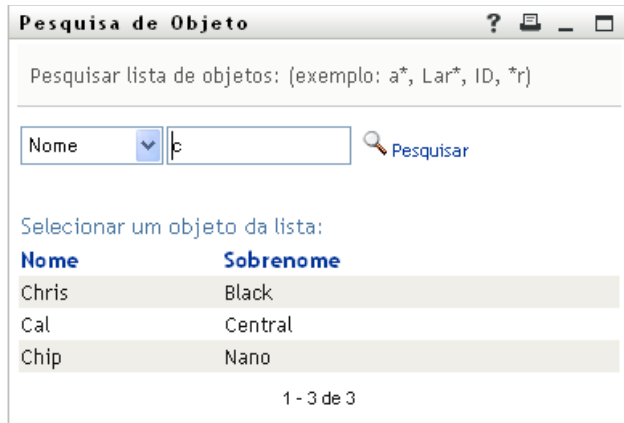 Pesquisa de Objeto ? _
Pesquisar lista de objetos: (exemplo: a*, Lar*, ID, *r)
Nome c Pesquisar
Selecionar um objeto da lista:
Nome Sobrenome
Chris Black
Cal Central
Chip Nano
1 - 3 de 3